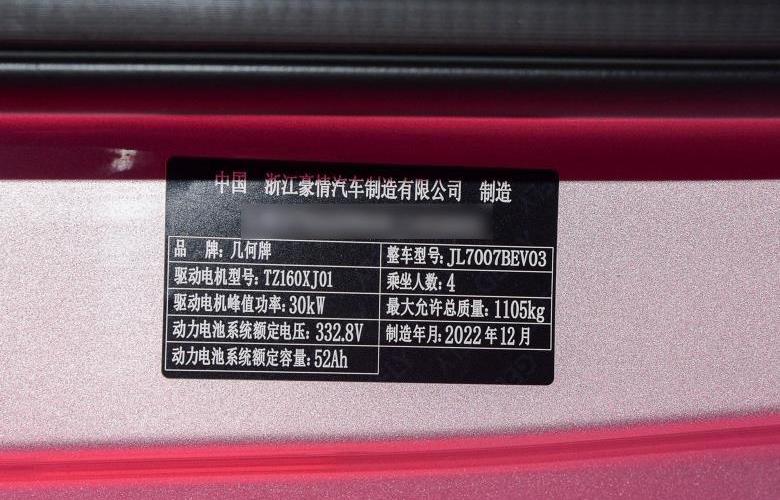 中国 浙江豪情汽车制造有限公司 制造
品 牌:几何牌
整车型号:JL7007BEV03
驱动电机型号:TZ160XJ01
乘坐人数:4
驱动电机峰值功率:30kW
最大允许总质量:1105kg
动力电池系统额定电压:332.8V
制造年月:2022年12月
动力电池系统额定容量:52Ah